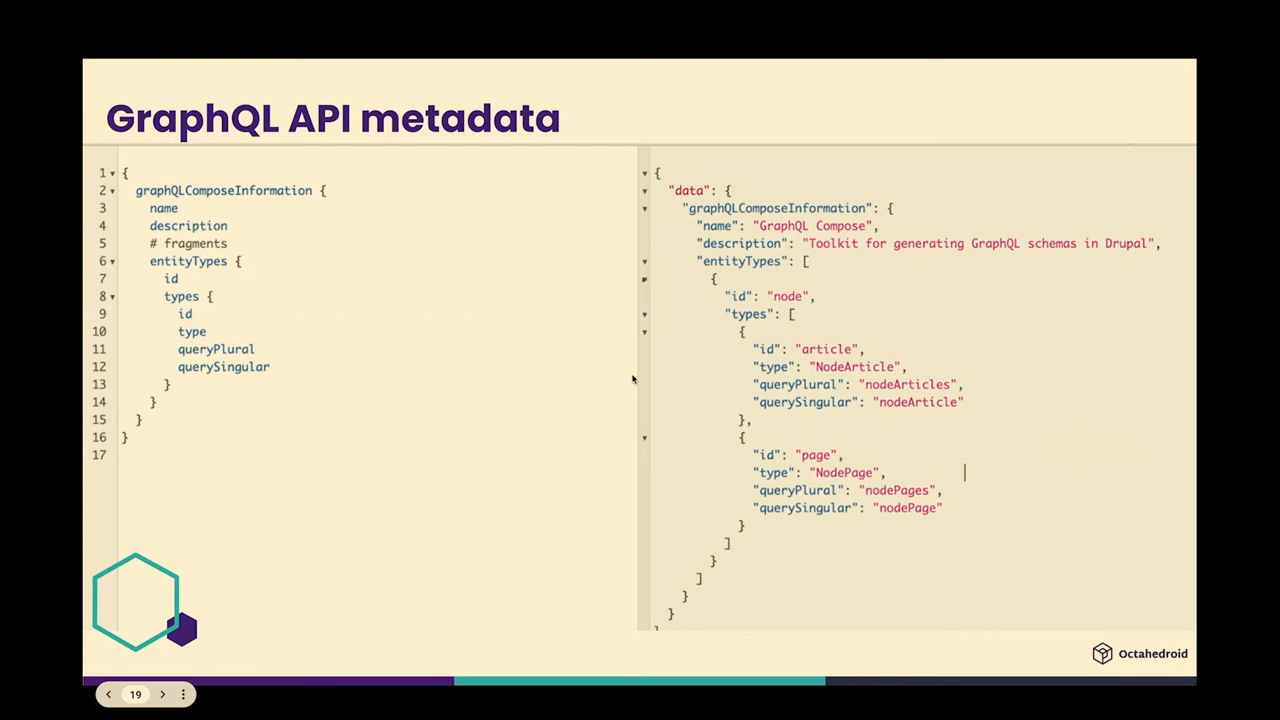 GraphQL API metadata
1 {
2 graphQLComposeInformation {
3 name
4 description
5 # fragments
6 entityTypes {
7 id
8 types {
9 id
10 type
11 queryPlural
12 querySingular
13 }
14 }
15 }
16 }
17
{
"data": {
"graphQLComposeInformation": {
"name": "GraphQL Compose",
"description": "Toolkit for generating GraphQL schemas in Drupal",
"entityTypes": [
{
"id": "node",
"types": [
{
"id": "article",
"type": "NodeArticle",
"queryPlural": "nodeArticles",
"querySingular": "nodeArticle"
},
{
"id": "page",
"type": "NodePage",
"queryPlural": "nodePages",
"querySingular": "nodePage"
}
]
}
]
}
}
Octahedroid
19